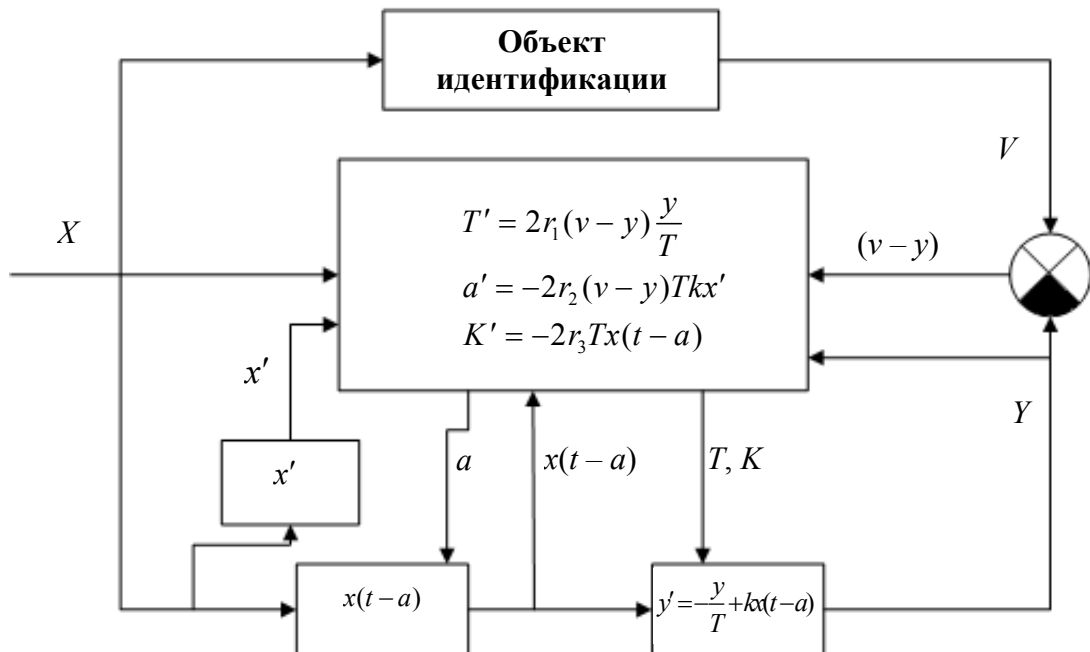 Объект
идентификации
V
X
T′ = 2r₁(v − y) y/T
(v − y)
a′ = −2r₂(v − y)Tkx′
K′ = −2r₃Tx(t − a)
x′
Y
x′
a
x(t − a)
T, K
x(t − a)
y′ = −y/T + kx(t − a)